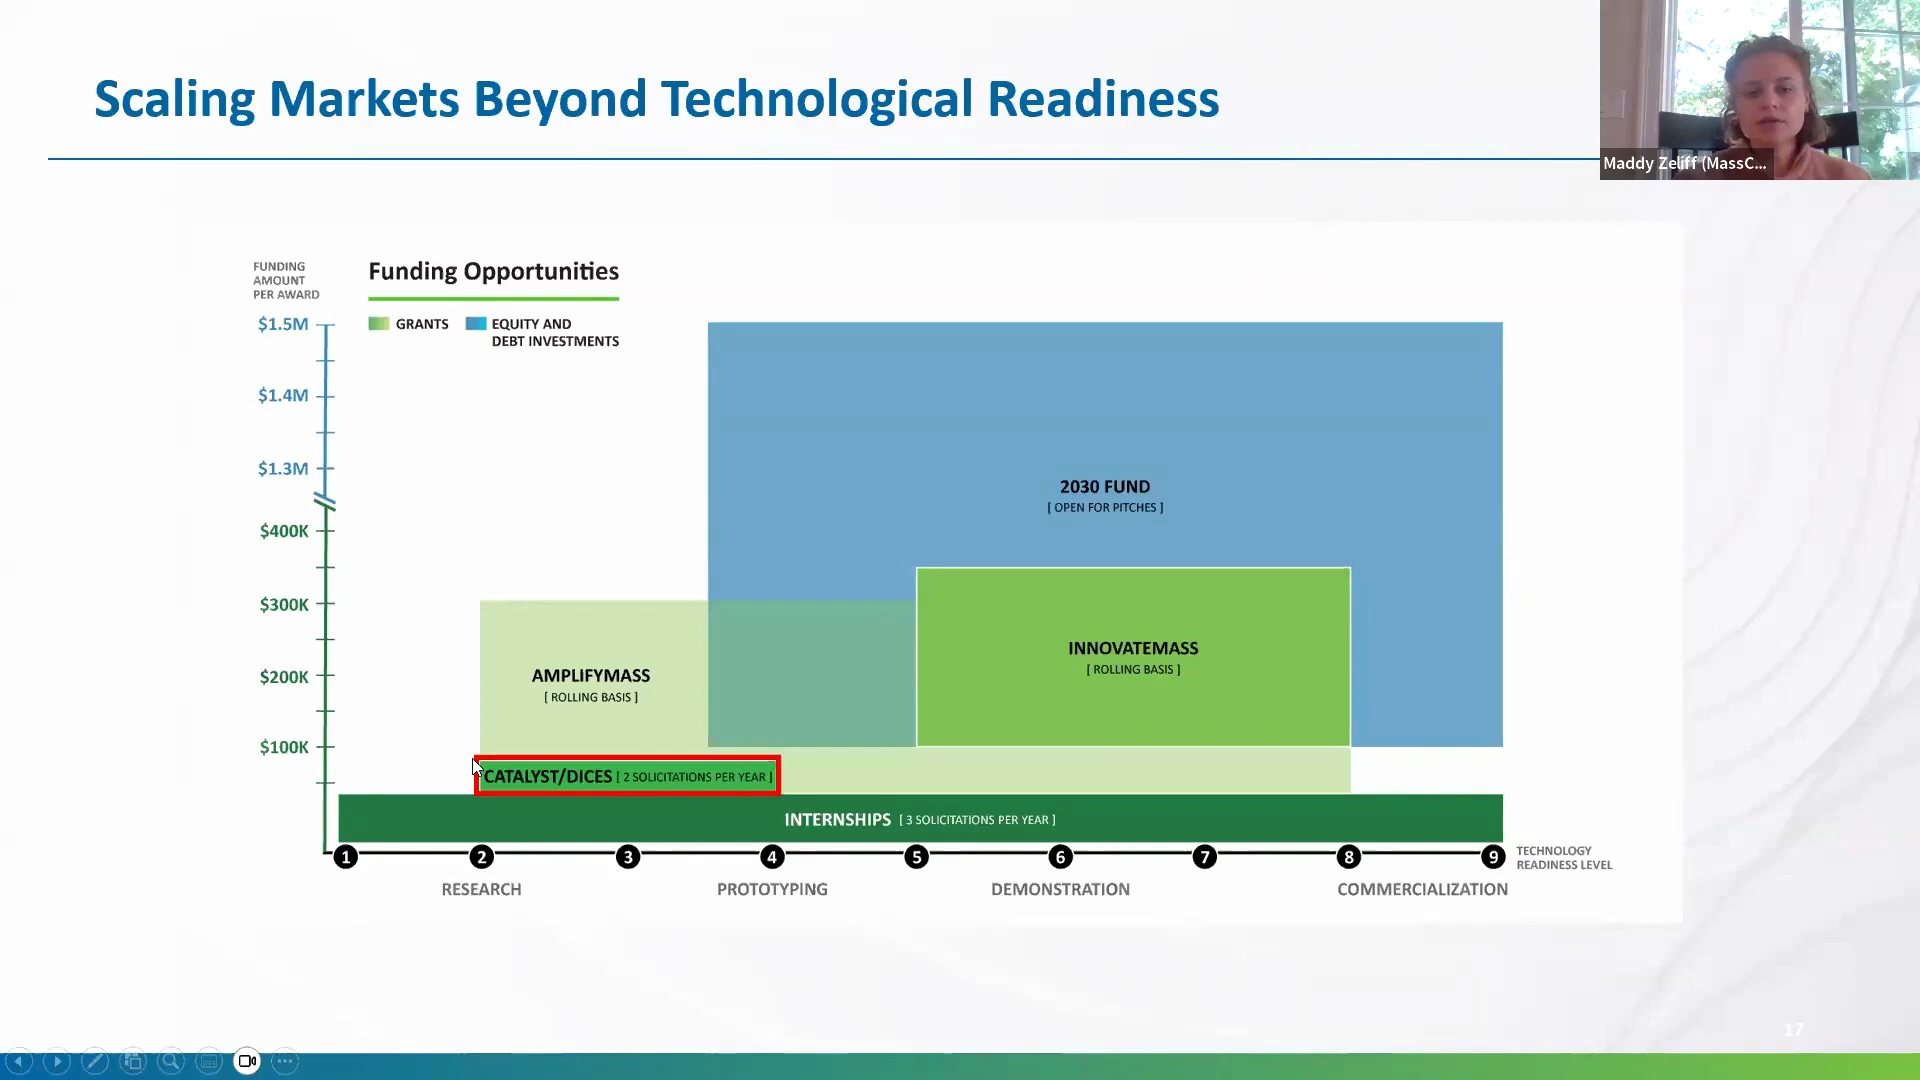 Scaling Markets Beyond Technological Readiness
Maddy Zeliff (MassC...
FUNDING
AMOUNT
PER AWARD
Funding Opportunities
GRANTS
EQUITY AND
DEBT INVESTMENTS
$1.5M
$1.4M
$1.3M
$400K
$300K
$200K
$100K
2030 FUND
[ OPEN FOR PITCHES ]
INNOVATEMASS
[ ROLLING BASIS ]
AMPLIFYMASS
[ ROLLING BASIS ]
CATALYST/DICES [ 2 SOLICITATIONS PER YEAR ]
INTERNSHIPS [ 3 SOLICITATIONS PER YEAR ]
1 2 3 4 5 6 7 8 9
TECHNOLOGY
READINESS LEVEL
RESEARCH PROTOTYPING DEMONSTRATION COMMERCIALIZATION
17